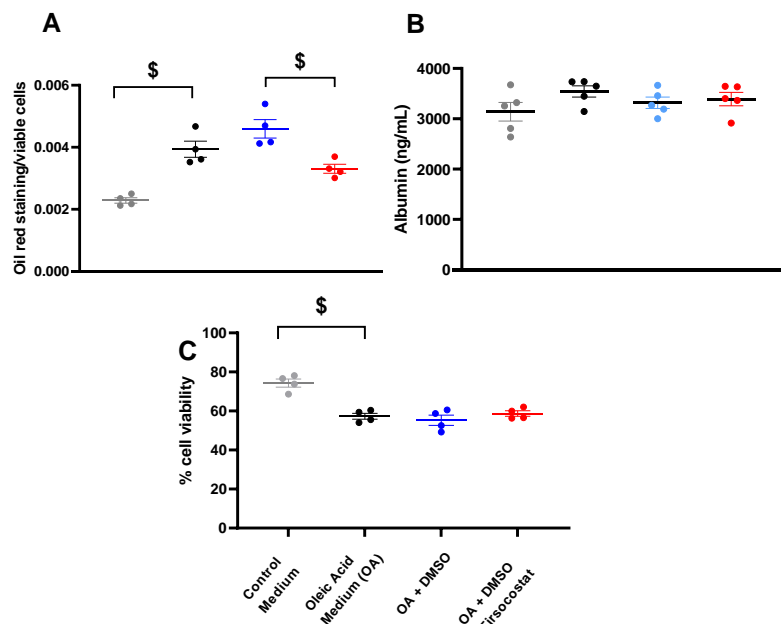 A
B
$
$
Oil red staining/viable cells
0.006
0.004
0.002
0.000
Albumin (ng/mL)
4000
3000
2000
1000
0
C
$
% cell viability
100
80
60
40
20
0
Control
Medium
Oleic Acid
Medium (OA)
OA + DMSO
OA + DMSO